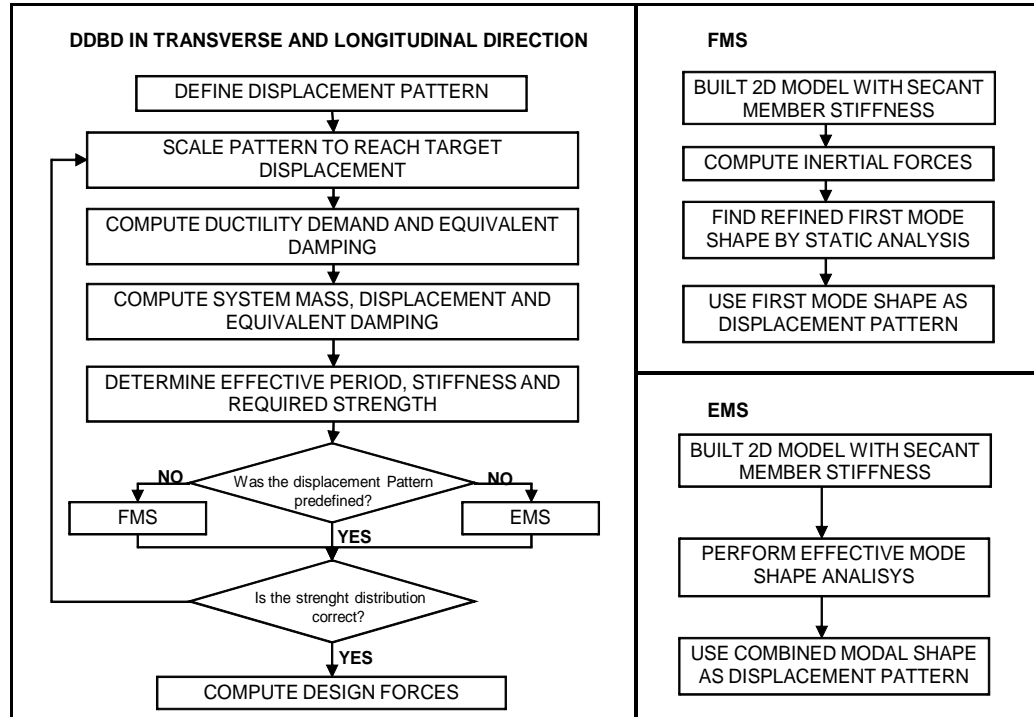 DDBD IN TRANSVERSE AND LONGITUDINAL DIRECTION
DEFINE DISPLACEMENT PATTERN
SCALE PATTERN TO REACH TARGET
DISPLACEMENT
COMPUTE DUCTILITY DEMAND AND EQUIVALENT
DAMPING
COMPUTE SYSTEM MASS, DISPLACEMENT AND
EQUIVALENT DAMPING
DETERMINE EFFECTIVE PERIOD, STIFFNESS AND
REQUIRED STRENGTH
NO
Was the displacement Pattern
predefined?
NO
FMS
EMS
YES
Is the strenght distribution
correct?
YES
COMPUTE DESIGN FORCES
FMS
BUILT 2D MODEL WITH SECANT
MEMBER STIFFNESS
COMPUTE INERTIAL FORCES
FIND REFINED FIRST MODE
SHAPE BY STATIC ANALYSIS
USE FIRST MODE SHAPE AS
DISPLACEMENT PATTERN
EMS
BUILT 2D MODEL WITH SECANT
MEMBER STIFFNESS
PERFORM EFFECTIVE MODE
SHAPE ANALISYS
USE COMBINED MODAL SHAPE
AS DISPLACEMENT PATTERN